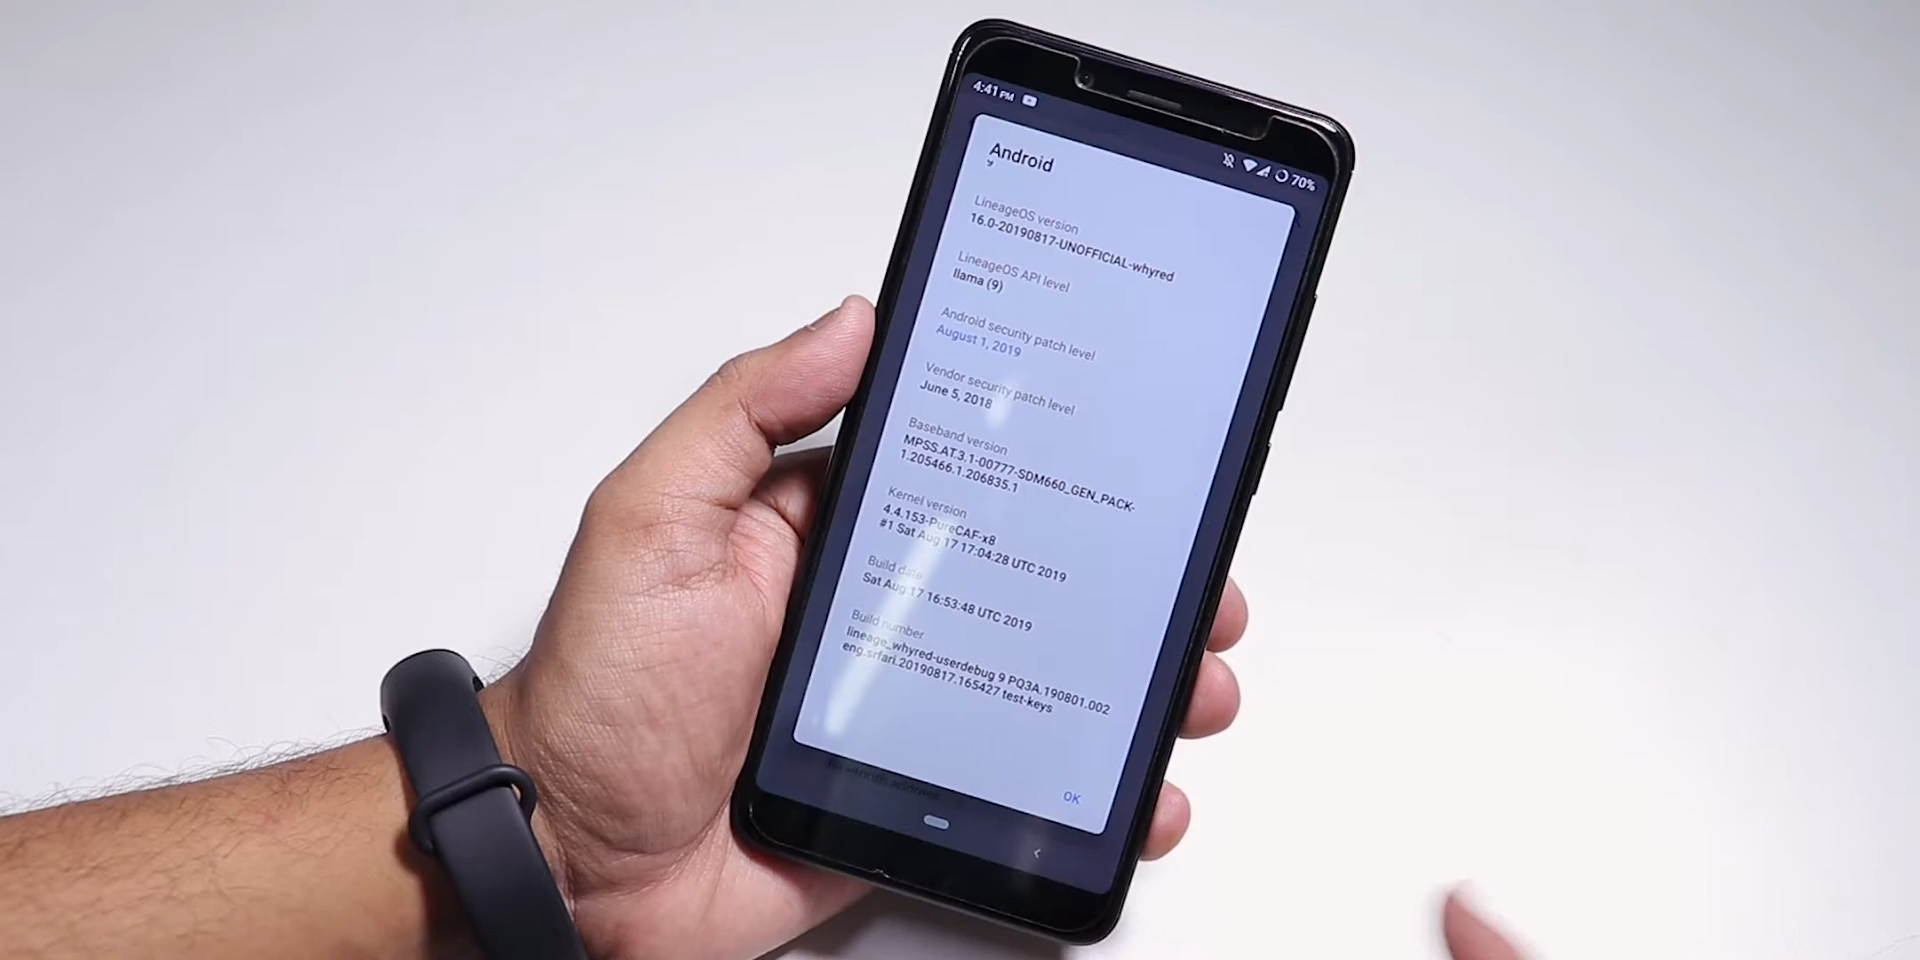 4:41 PM
70%
Android
9
LineageOS version
16.0-20190817-UNOFFICIAL-whyred
LineageOS API level
llama (9)
Android security patch level
August 1, 2019
Vendor security patch level
June 5, 2018
Baseband version
MPSS.AT.3.1-00777-SDM660_GEN_PACK-
1.205466.1.206835.1
Kernel version
4.4.153-PureCAF-x8
#1 Sat Aug 17 17:04:28 UTC 2019
Build date
Sat Aug 17 16:53:48 UTC 2019
Build number
lineage_whyred-userdebug 9 PQ3A.190801.002
eng.srfari.20190817.165427 test-keys
Bluetooth address
OK